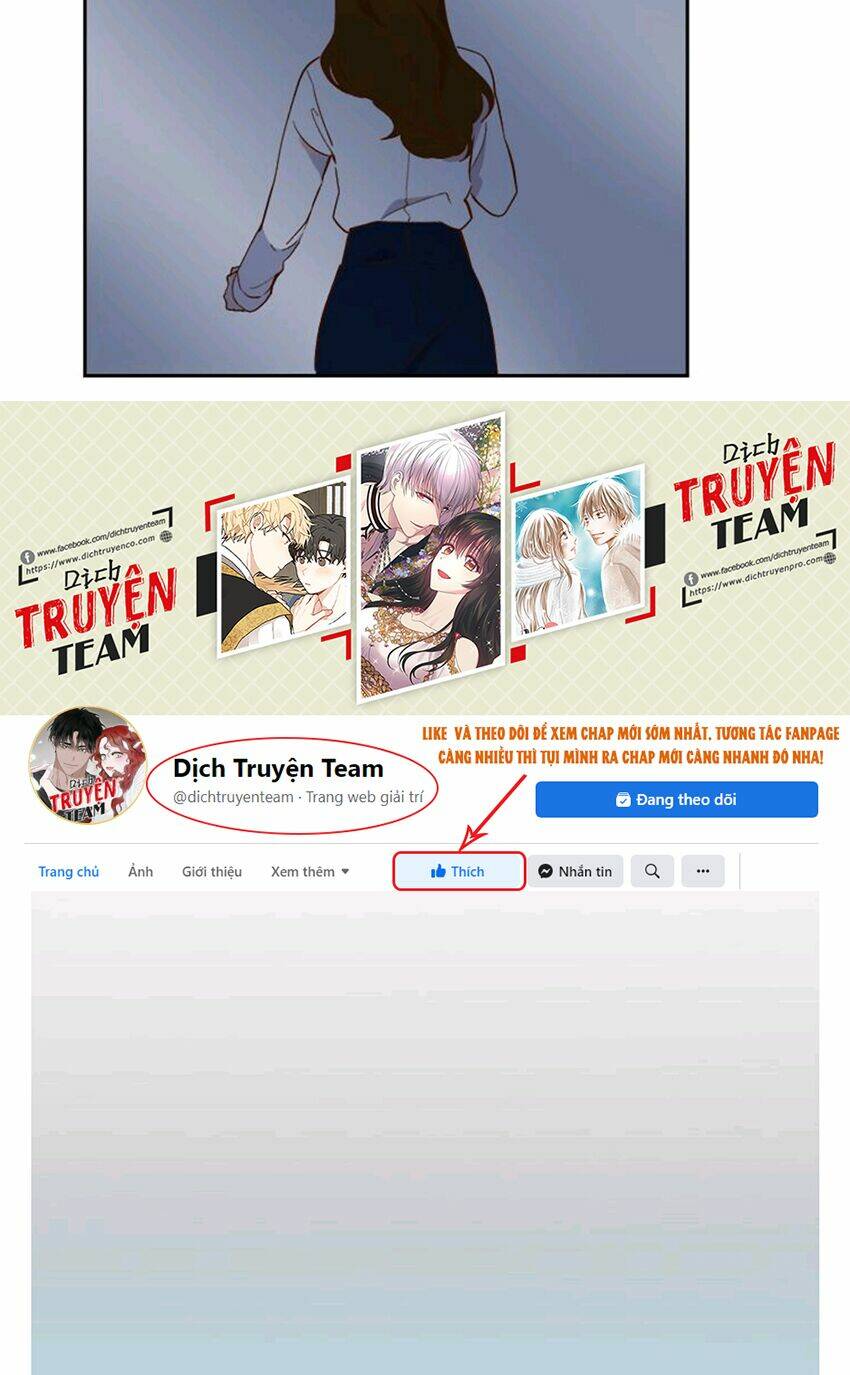 Dịch
TRUYỆN
TEAM
www.facebook.com/dichtruyenteam
https://www.dichtruyenpro.com
www.facebook.com/dichtruyenteam
https://www.dichtruyenco.com
Dịch
TRUYỆN
TEAM
LIKE VÀ THEO DÕI ĐỂ XEM CHAP MỚI SỚM NHẤT. TƯƠNG TÁC FANPAGE
CÀNG NHIỀU THÌ TỤI MÌNH RA CHAP MỚI CÀNG NHANH ĐÓ NHA!
Dịch
TRUYỆN
TEAM
Dịch Truyện Team
@dichtruyenteam · Trang web giải trí
Đang theo dõi
Trang chủ Ảnh Giới thiệu Xem thêm Thích Nhắn tin